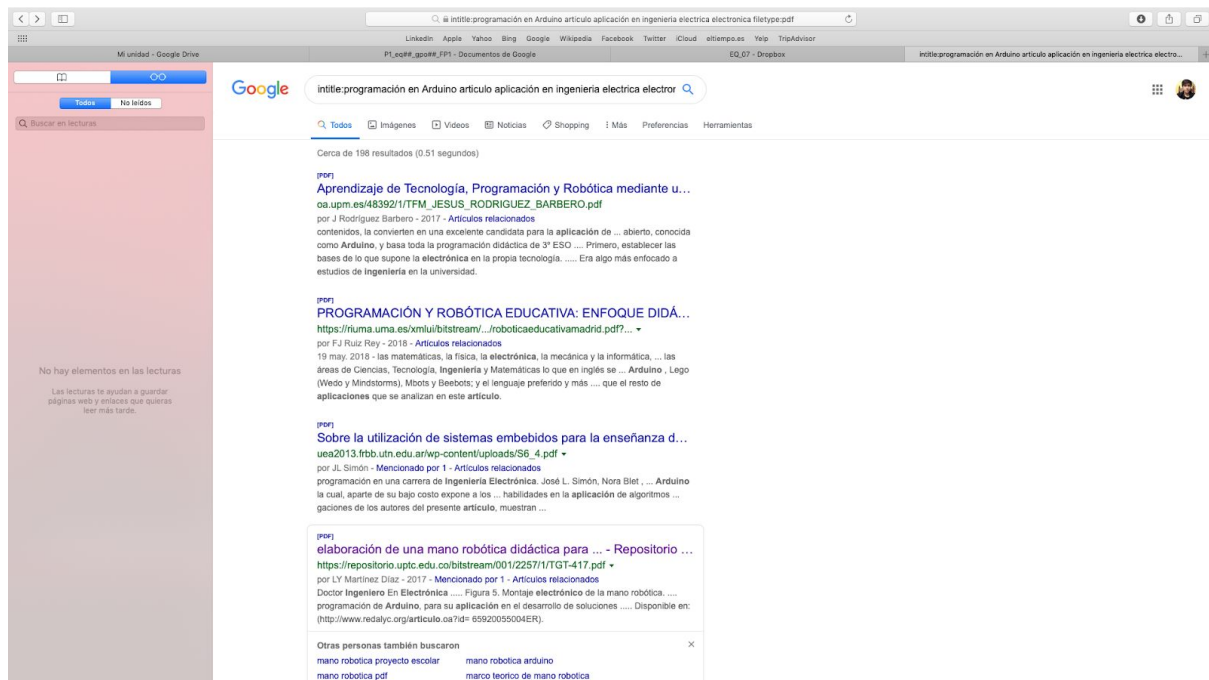 intitle:programación en Arduino articulo aplicación en ingenieria electrica electronica filetype:pdf
LinkedIn Apple Yahoo Bing Google Wikipedia Facebook Twitter iCloud eltiempo.es Yelp TripAdvisor
Mi unidad - Google Drive
P1_eq##_gpo##_FP1 - Documentos de Google
EQ_07 - Dropbox
intitle:programación en Arduino articulo aplicación en ingenieria electrica electro...
Todos No leídos
Buscar en lecturas
No hay elementos en las lecturas
Las lecturas te ayudan a guardar
páginas web y enlaces que quieras
leer más tarde.
Google
intitle:programación en Arduino articulo aplicación en ingenieria electrica electror
Todos Imágenes Videos Noticias Shopping Más Preferencias Herramientas
Cerca de 198 resultados (0.51 segundos)
[PDF]
Aprendizaje de Tecnología, Programación y Robótica mediante u...
oa.upm.es/48392/1/TFM_JESUS_RODRIGUEZ_BARBERO.pdf
por J Rodríguez Barbero - 2017 - Artículos relacionados
contenidos, la convierten en una excelente candidata para la aplicación de ... abierto, conocida
como Arduino, y basa toda la programación didáctica de 3º ESO .... Primero, establecer las
bases de lo que supone la electrónica en la propia tecnología. ..... Era algo más enfocado a
estudios de ingeniería en la universidad.
[PDF]
PROGRAMACIÓN Y ROBÓTICA EDUCATIVA: ENFOQUE DIDÁ...
https://riuma.uma.es/xmlui/bitstream/.../roboticaeducativamadrid.pdf?...
por FJ Ruiz Rey - 2018 - Artículos relacionados
19 may. 2018 - las matemáticas, la física, la electrónica, la mecánica y la informática, ... las
áreas de Ciencias, Tecnología, Ingeniería y Matemáticas lo que en inglés se ... Arduino , Lego
(Wedo y Mindstorms), Mbots y Beebots; y el lenguaje preferido y más .... que el resto de
aplicaciones que se analizan en este artículo.
[PDF]
Sobre la utilización de sistemas embebidos para la enseñanza d...
uea2013.frbb.utn.edu.ar/wp-content/uploads/S6_4.pdf
por JL Simón - Mencionado por 1 - Artículos relacionados
programación en una carrera de Ingeniería Electrónica. José L. Simón, Nora Blet , ... Arduino
la cual, aparte de su bajo costo expone a los ... habilidades en la aplicación de algoritmos ...
gaciones de los autores del presente artículo, muestran ...
[PDF]
elaboración de una mano robótica didáctica para ... - Repositorio ...
https://repositorio.uptc.edu.co/bitstream/001/2257/1/TGT-417.pdf
por LY Martínez Díaz - 2017 - Mencionado por 1 - Artículos relacionados
Doctor Ingeniero En Electrónica ..... Figura 5. Montaje electrónico de la mano robótica. ....
programación de Arduino, para su aplicación en el desarrollo de soluciones ..... Disponible en:
(http://www.redalyc.org/articulo.oa?id= 65920055004ER).
Otras personas también buscaron
mano robotica proyecto escolar mano robotica arduino
mano robotica pdf marco teorico de mano robotica